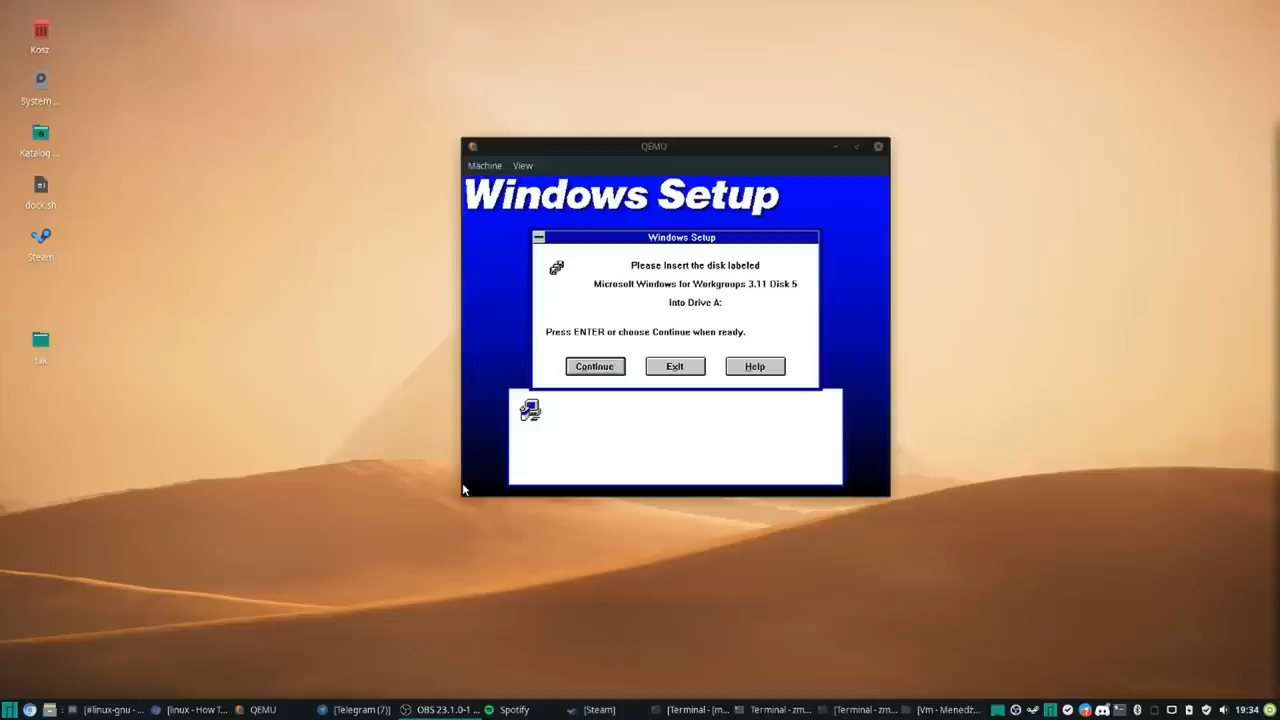 Kosz
System ...
Katalog ...
dock.sh
Steam
tak
QEMU
Machine View
Windows Setup
Windows Setup
Please insert the disk labeled
Microsoft Windows for Workgroups 3.11 Disk 5
into Drive A:
Press ENTER or choose Continue when ready.
Continue Exit Help
[#linux-gnu - ... [linux - How T... QEMU [Telegram (7)] OBS 23.1.0-1 ... Spotify [Steam] [Terminal - [m... Terminal - zm... [Terminal - zm... [Vm - Menedż... 19:34